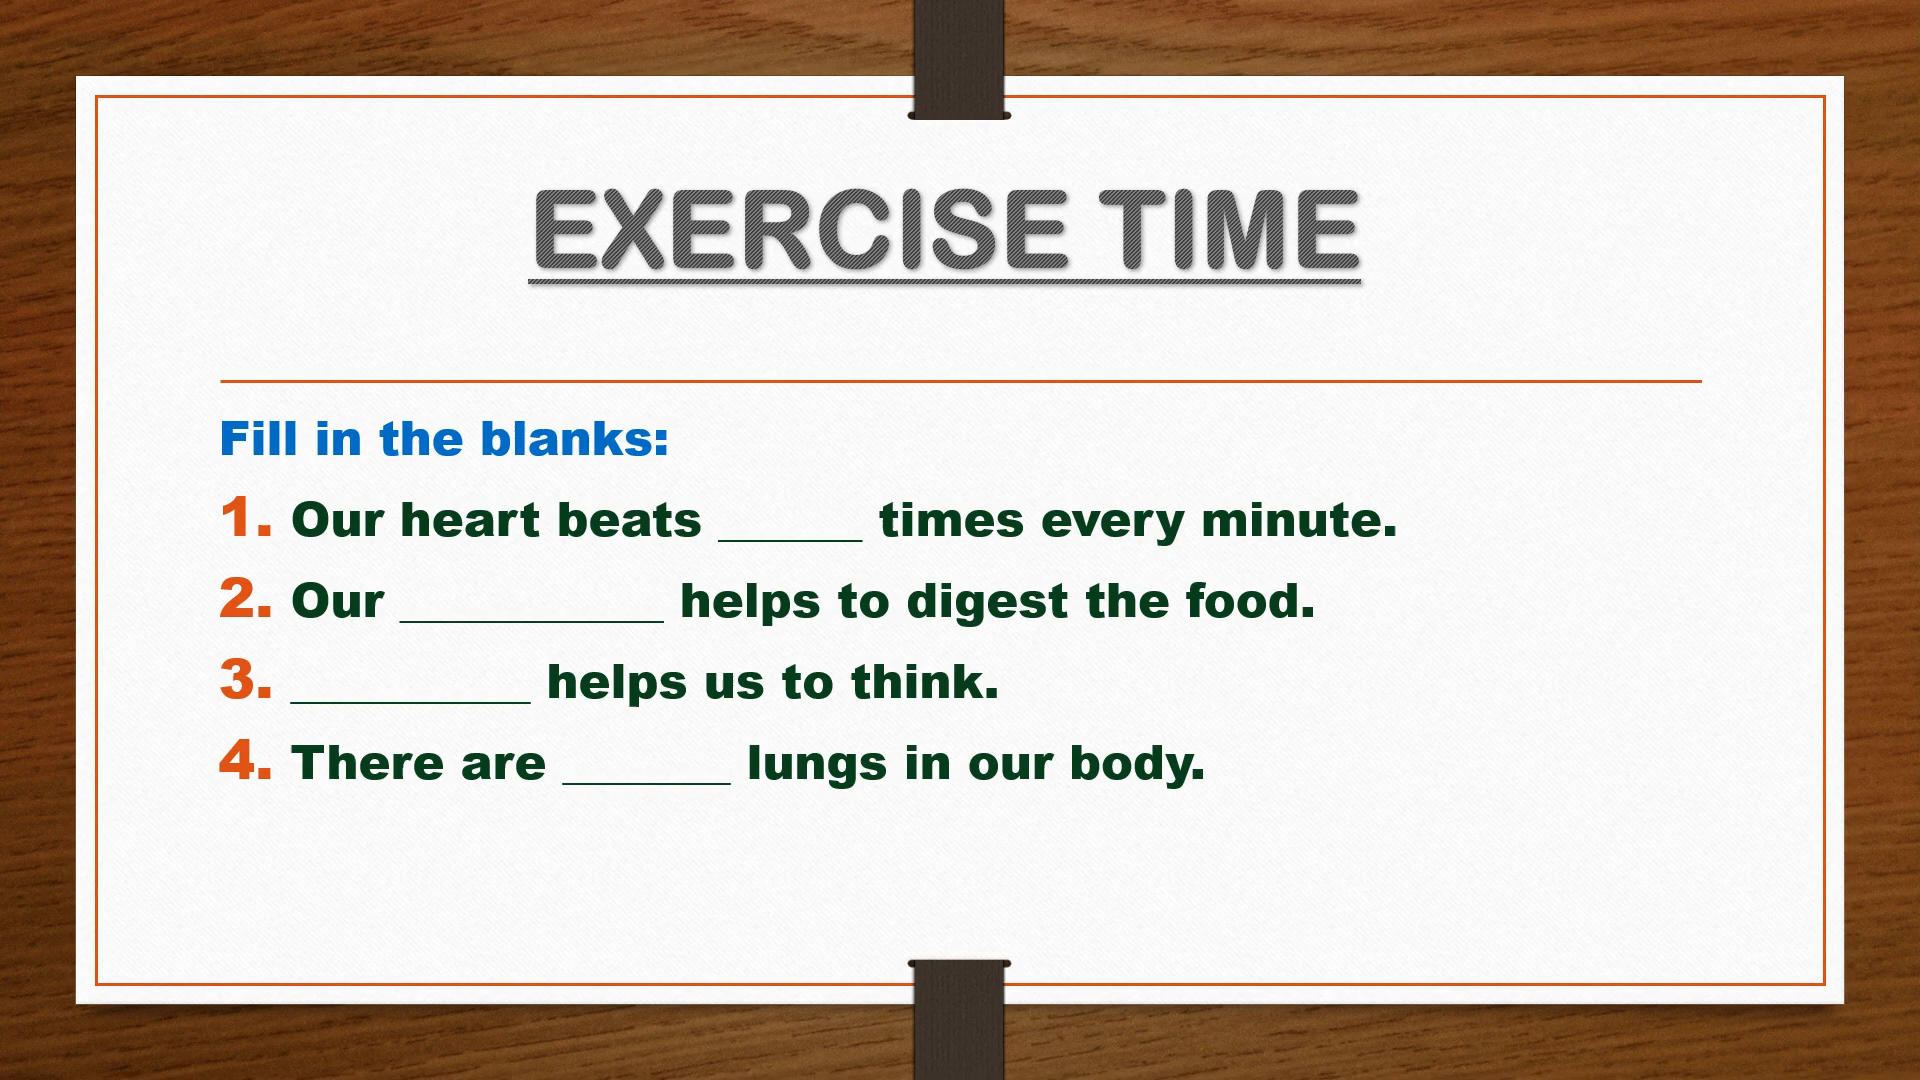 EXERCISE TIME
Fill in the blanks:
1. Our heart beats ______ times every minute.
2. Our ___________ helps to digest the food.
3. __________ helps us to think.
4. There are _______ lungs in our body.